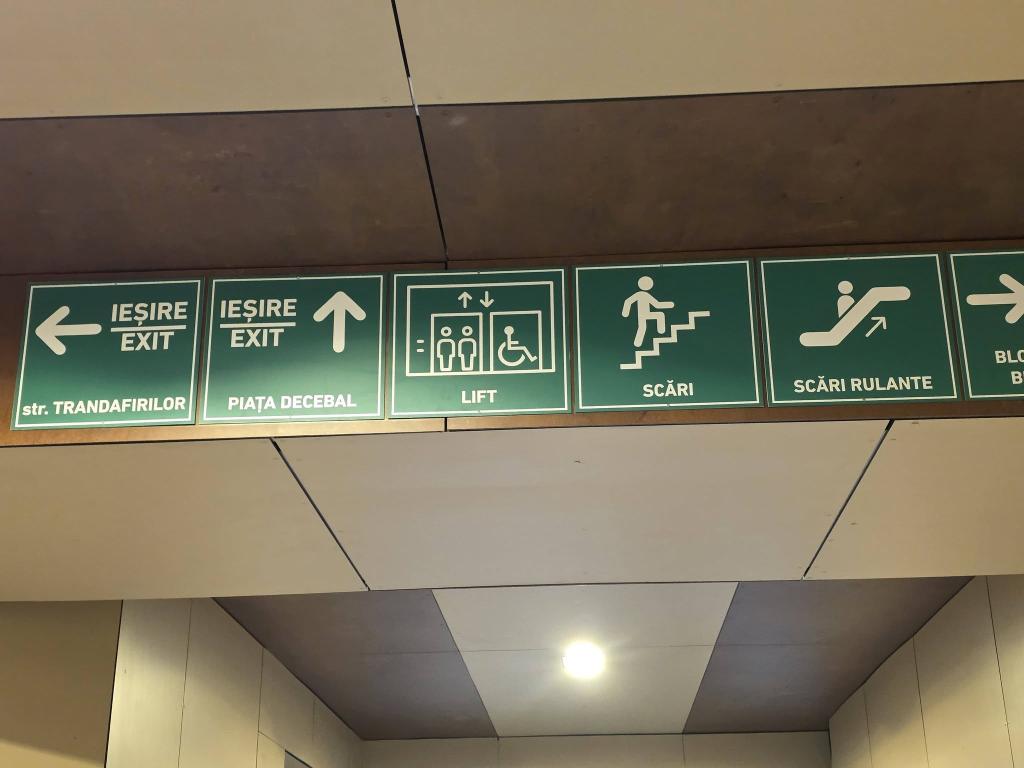 IEȘIRE
EXIT
str. TRANDAFIRILOR
IEȘIRE
EXIT
PIAȚA DECEBAL
LIFT
SCĂRI
SCĂRI RULANTE